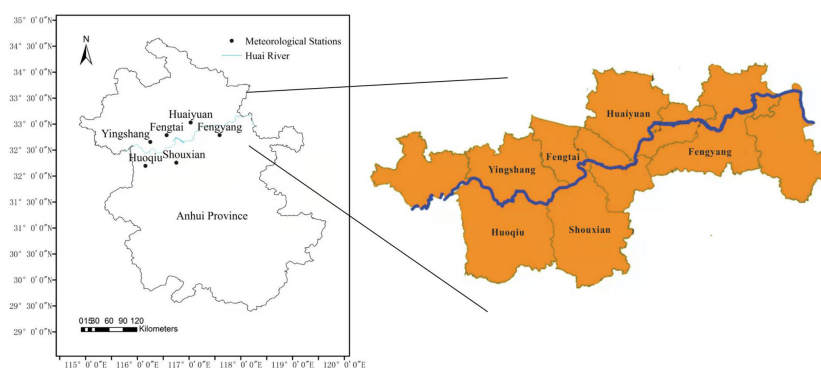 35° 0'0"N
34° 30'0"N
34° 0'0"N
33° 30'0"N
33° 0'0"N
32° 30'0"N
32° 0'0"N
31° 30'0"N
31° 0'0"N
30° 30'0"N
30° 0'0"N
29° 30'0"N
29° 0'0"N
N
Meteorological Stations
Huai River
Huaiyuan
Yingshang Fengtai Fengyang
Huoqiu Shouxian
Anhui Province
01530 60 90 120
Kilometers
115° 0'0"E 116° 0'0"E 117° 0'0"E 118° 0'0"E 119° 0'0"E 120° 0'0"E
Huaiyuan
Yingshang Fengtai Fengyang
Huoqiu Shouxian